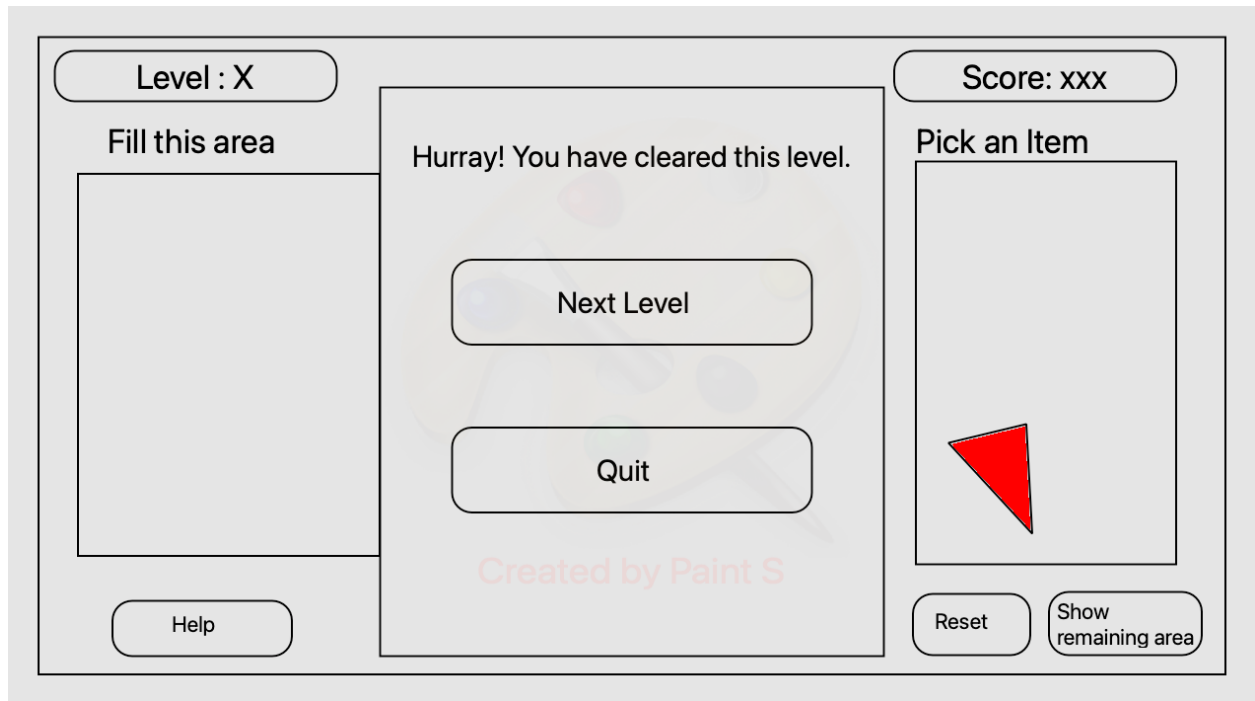 Level : X
Score: xxx
Fill this area
Pick an Item
Hurray! You have cleared this level.
Next Level
Quit
Created by Paint S
Help
Reset
Show
remaining area